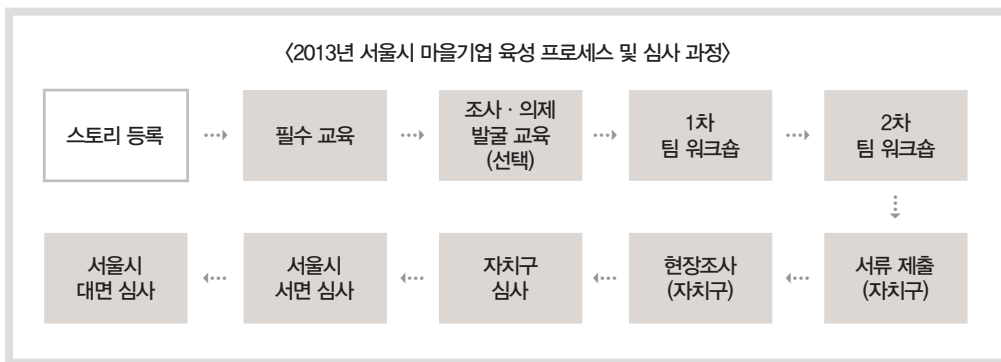 〈2013년 서울시 마을기업 육성 프로세스 및 심사 과정〉
스토리 등록
필수 교육
조사 · 의제
발굴 교육
(선택)
1차
팀 워크숍
2차
팀 워크숍
서류 제출
(자치구)
현장조사
(자치구)
자치구
심사
서울시
서면 심사
서울시
대면 심사